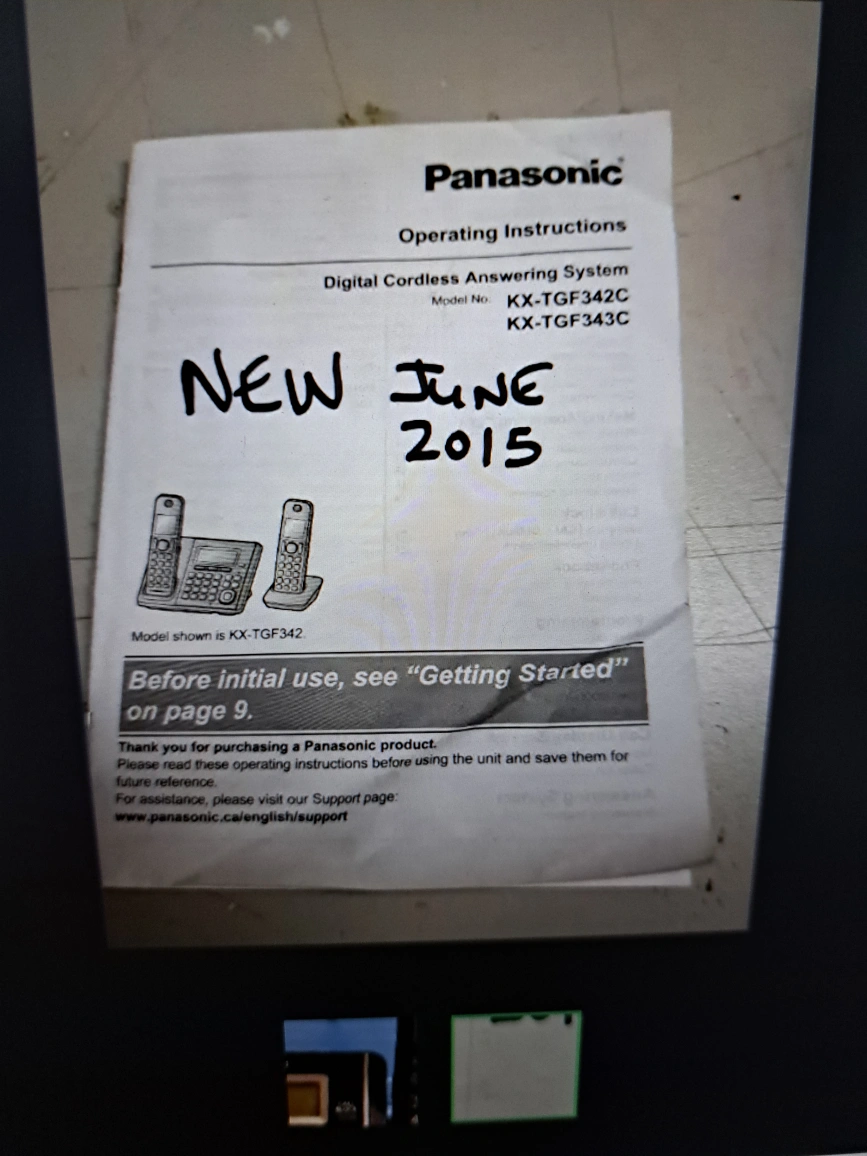 Panasonic
Operating Instructions
Digital Cordless Answering System
Model No. KX-TGF342C
KX-TGF343C
NEW JUNE
2015
Model shown is KX-TGF342.
Before initial use, see “Getting Started”
on page 9.
Thank you for purchasing a Panasonic product.
Please read these operating instructions before using the unit and save them for
future reference.
For assistance, please visit our Support page:
www.panasonic.ca/english/support